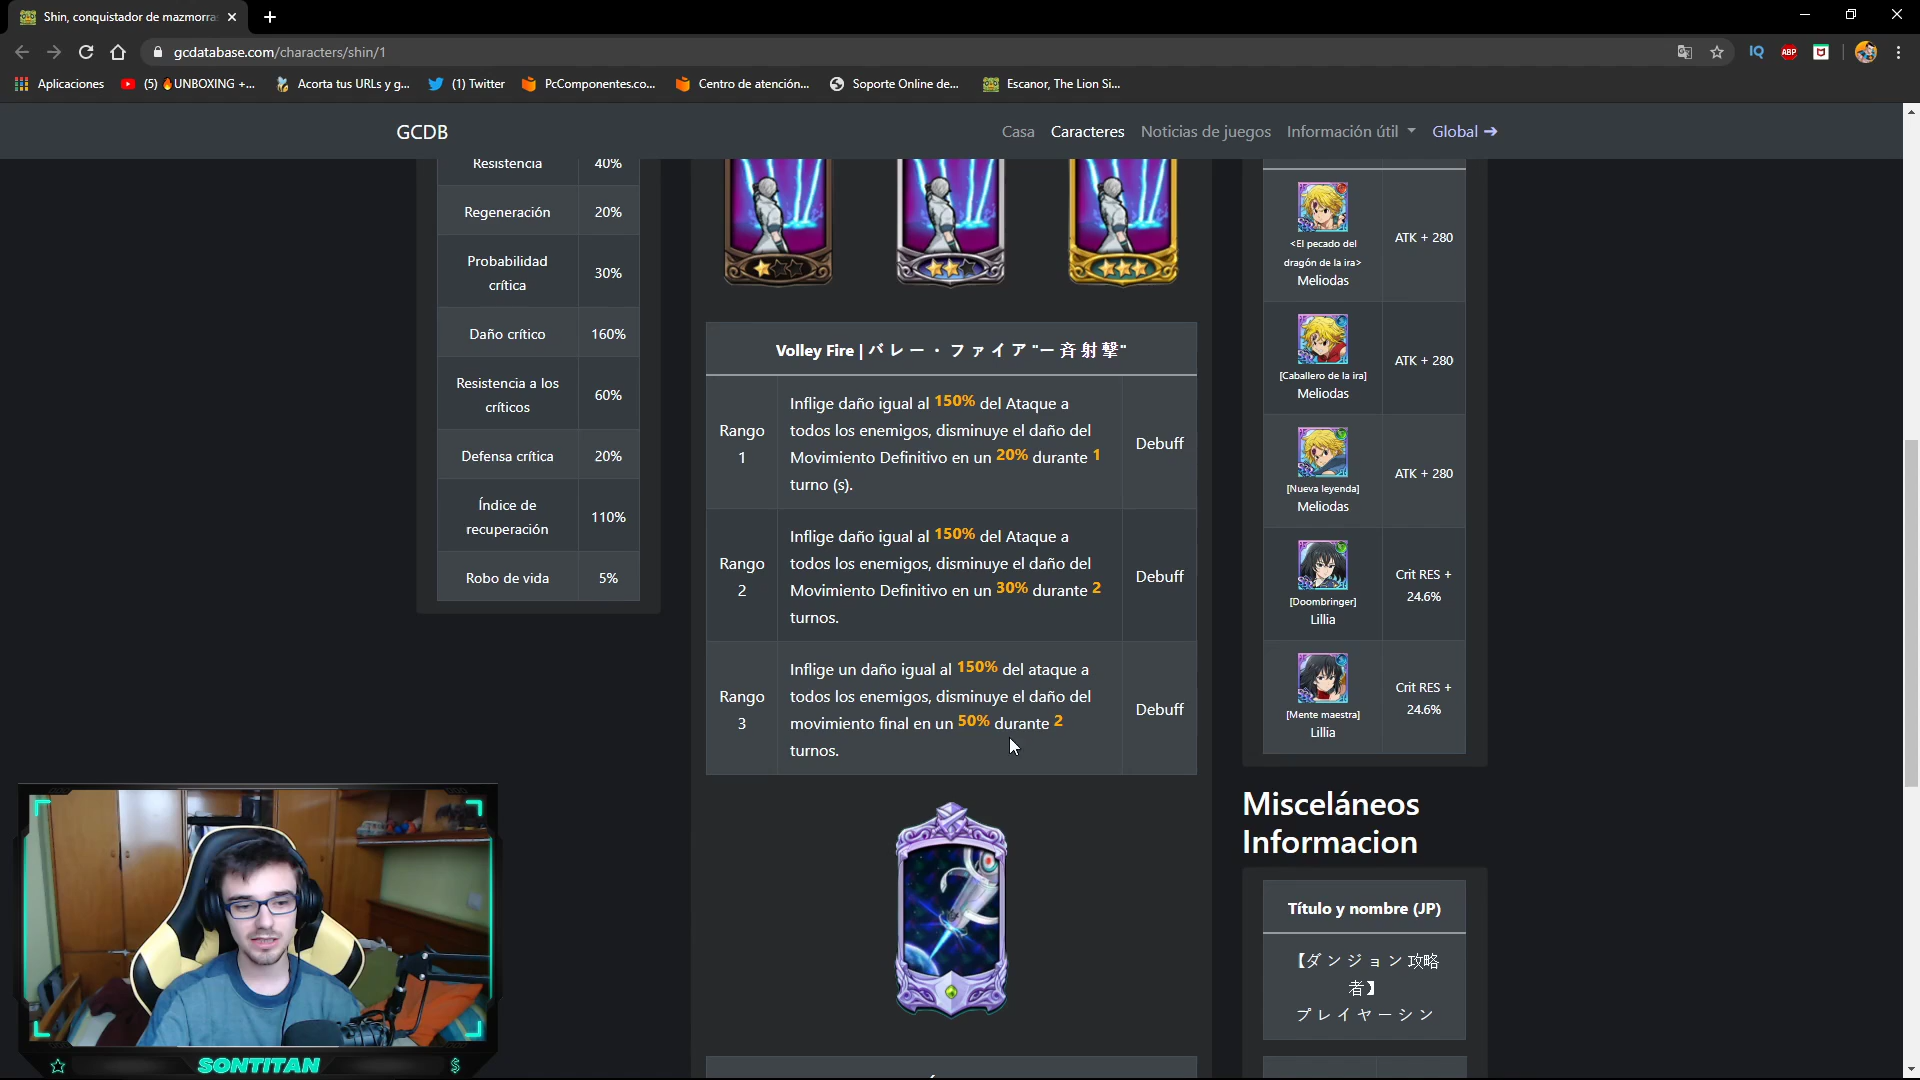 Shin, conquistador de mazmorra
gcdatabase.com/characters/shin/1
ABP
Aplicaciones
(5) 🔥UNBOXING +...
Acorta tus URLs y g...
(1) Twitter
PcComponentes.co...
Centro de atención...
Soporte Online de...
Escanor, The Lion Si...
GCDB
Casa
Caracteres
Noticias de juegos
Información útil
Global ➔
Resistencia 40%
Regeneración 20%
Probabilidad
crítica
30%
Daño crítico 160%
Resistencia a los
críticos
60%
Defensa crítica 20%
Índice de
recuperación
110%
Robo de vida 5%
Volley Fire | バレー・ファイア "一斉射撃"
Rango
1
Inflige daño igual al 150% del Ataque a
todos los enemigos, disminuye el daño del
Movimiento Definitivo en un 20% durante 1
turno (s).
Debuff
Rango
2
Inflige daño igual al 150% del Ataque a
todos los enemigos, disminuye el daño del
Movimiento Definitivo en un 30% durante 2
turnos.
Debuff
Rango
3
Inflige un daño igual al 150% del ataque a
todos los enemigos, disminuye el daño del
movimiento final en un 50% durante 2
turnos.
Debuff
<El pecado del
dragón de la ira>
Meliodas
ATK + 280
[Caballero de la ira]
Meliodas
ATK + 280
[Nueva leyenda]
Meliodas
ATK + 280
[Doombringer]
Lillia
Crit RES +
24.6%
[Mente maestra]
Lillia
Crit RES +
24.6%
Misceláneos
Informacion
Título y nombre (JP)
【ダンジョン攻略
者】
プレイヤーシン
SONTITAN
$